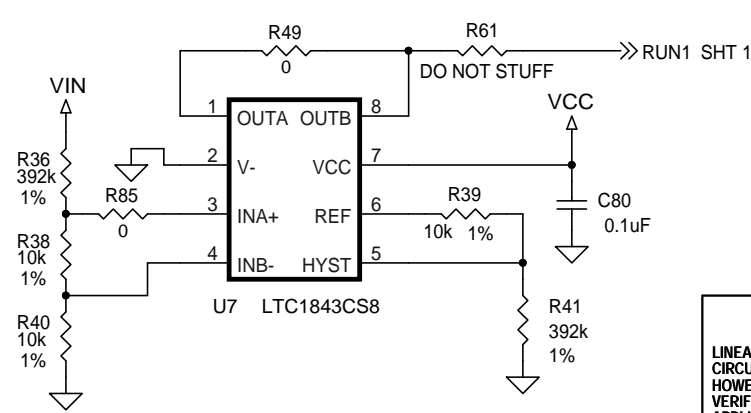 R49
0
R61
DO NOT STUFF
RUN1 SHT 1
VIN
VCC
1
OUTA OUTB
8
R36
392k
1%
2
V-
VCC
7
R85
0
3
INA+
REF
6
R39
10k 1%
C80
0.1uF
R38
10k
1%
4
INB-
HYST
5
U7 LTC1843CS8
R41
392k
1%
R40
10k
1%
LINEA
CIRCU
HOWE
VERIF